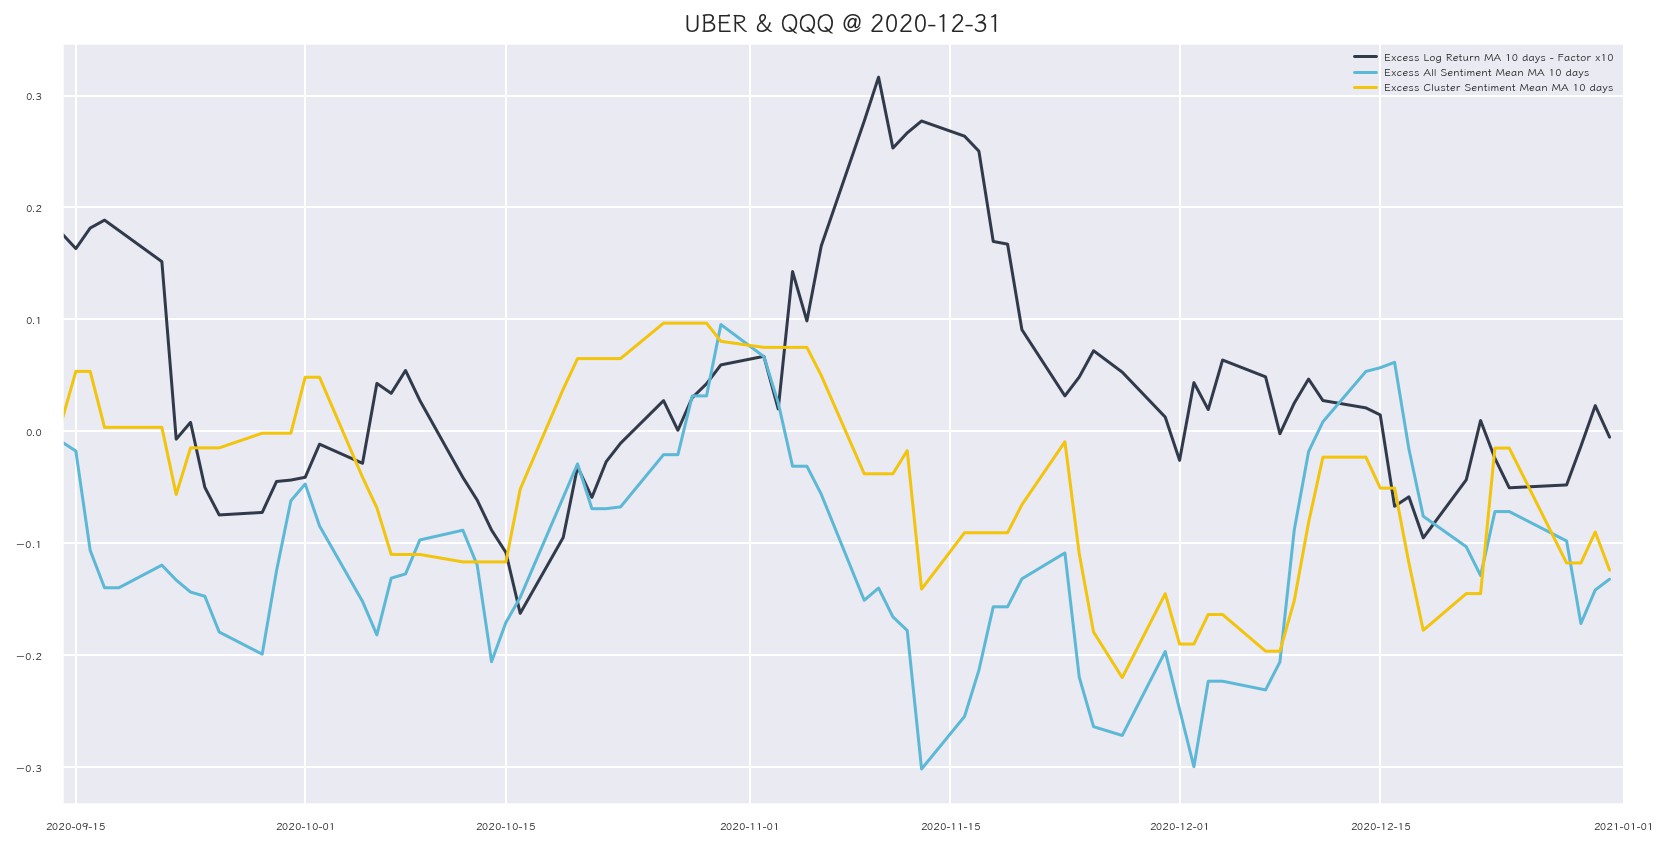 UBER & QQQ @ 2020-12-31
Excess Log Return MA 10 days - Factor x10
Excess All Sentiment Mean MA 10 days
Excess Cluster Sentiment Mean MA 10 days
0.3
0.2
0.1
0.0
−0.1
−0.2
−0.3
2020-09-15 2020-10-01 2020-10-15 2020-11-01 2020-11-15 2020-12-01 2020-12-15 2021-01-01